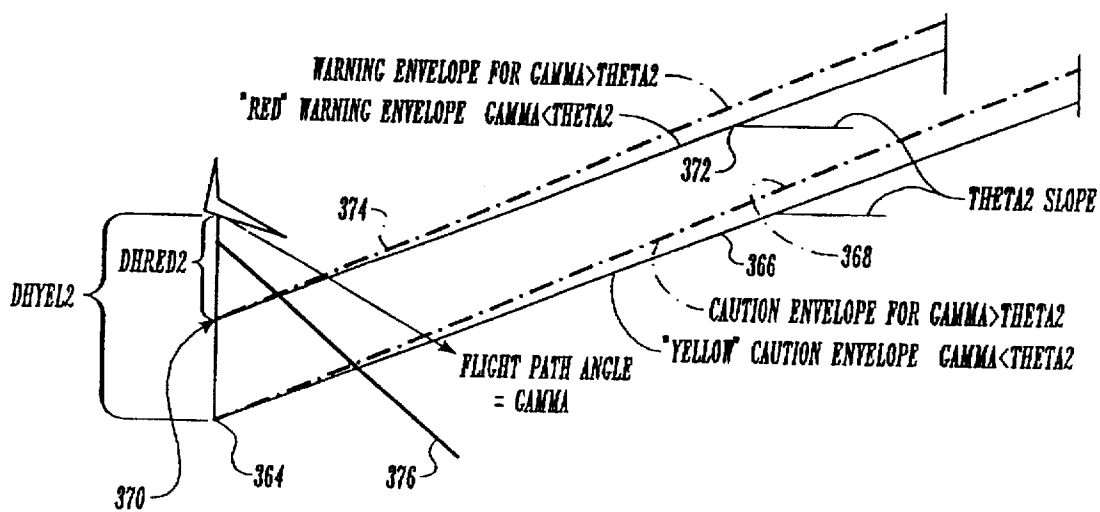 WARNING ENVELOPE FOR GAMMA>THETA2
"RED" WARNING ENVELOPE GAMMA<THETA2
372
374
THETA2 SLOPE
DHRED2
DHYEL2
366
368
CAUTION ENVELOPE FOR GAMMA>THETA2
"YELLOW" CAUTION ENVELOPE GAMMA<THETA2
FLIGHT PATH ANGLE
= GAMMA
364
376
370